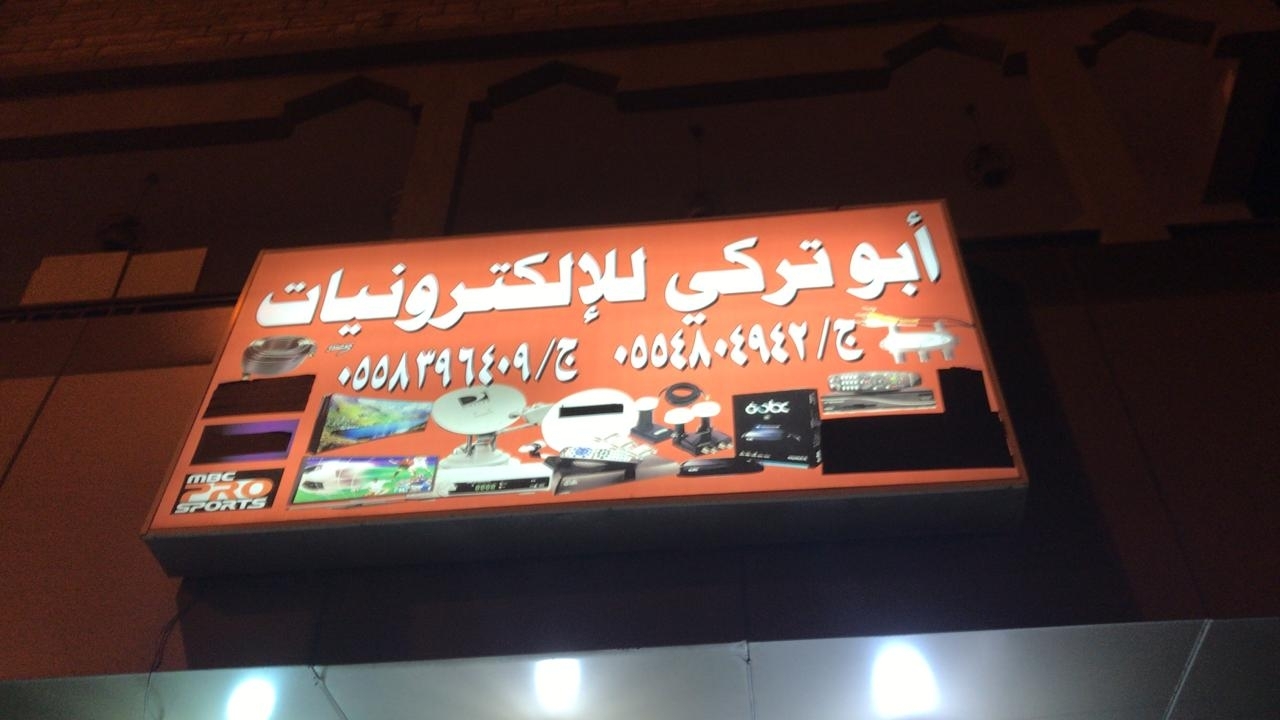 أبو تركي للإلكترونيات
ج/٠٥٥٤٨٠٤٩٤٢ ج/٠٥٥٨٣٩٦٤٠٩
MBC
PRO
SPORTS